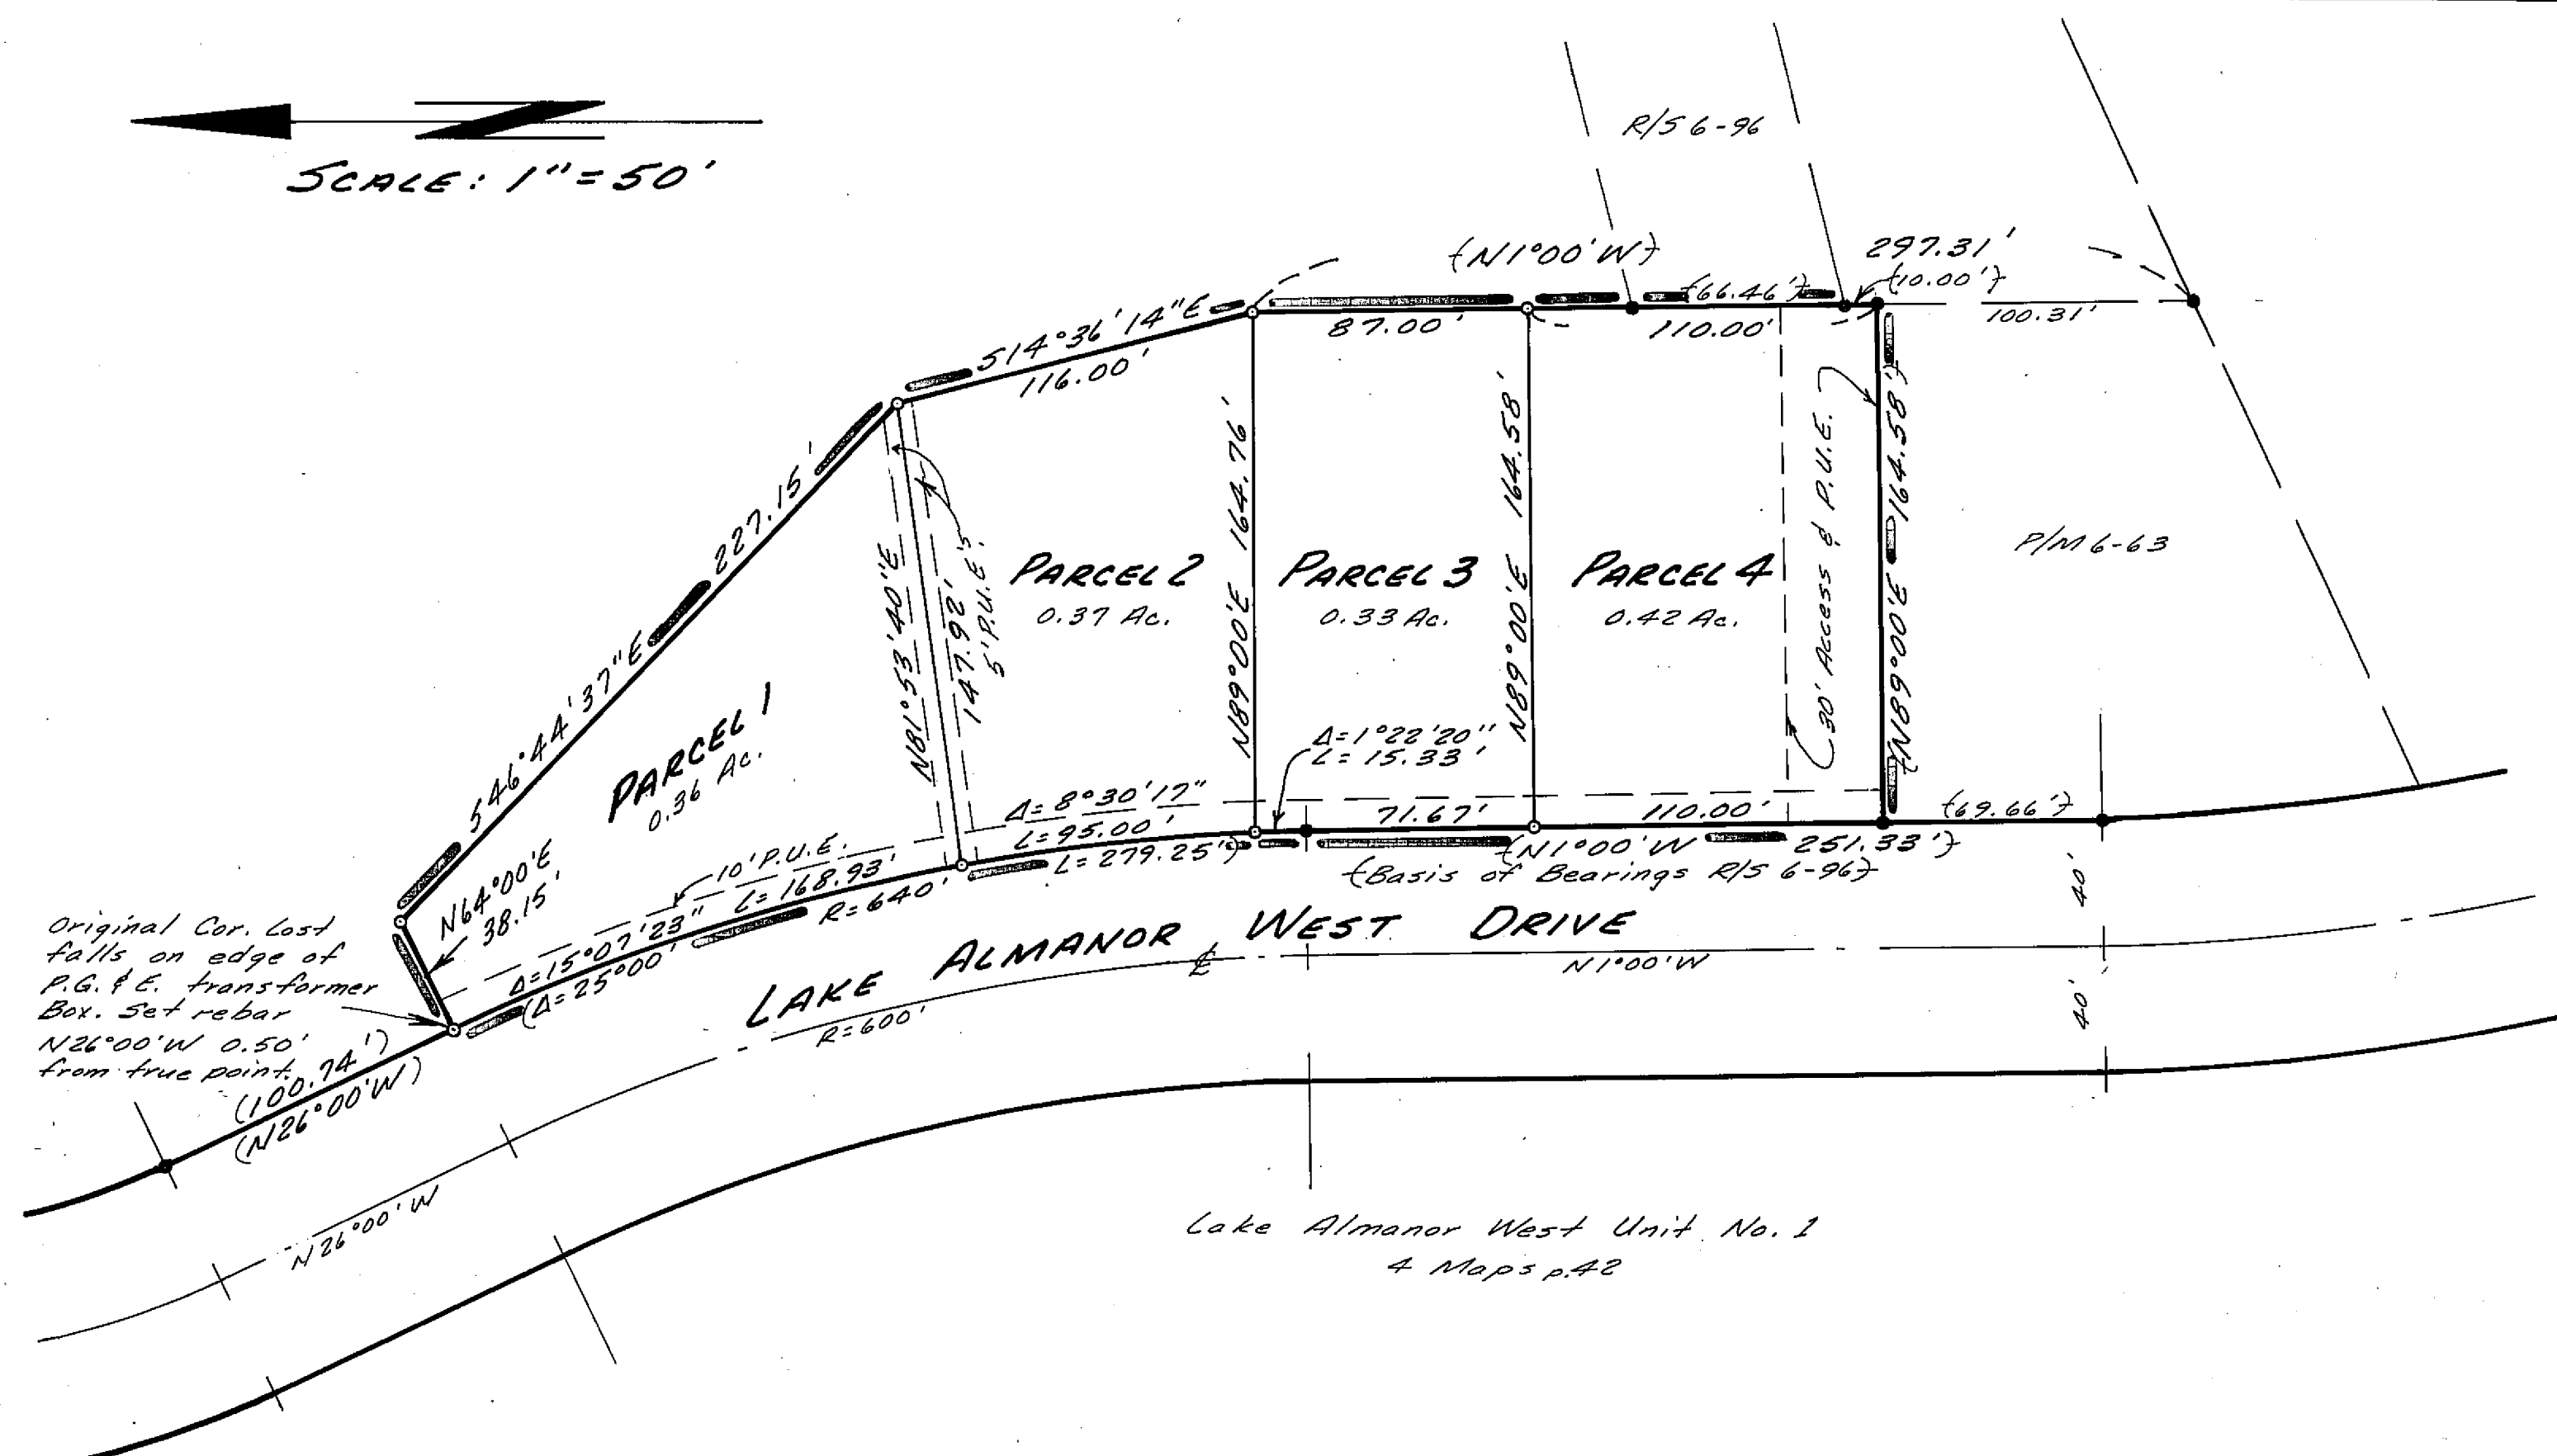 SCALE: 1"=50'
R/S 6-96
(N1°00'W)
297.31'
(10.00')
(66.46')
100.31'
S14°36'14"E
116.00'
87.00'
110.00'
S46°44'37"E 227.15'
N81°53'40"E
147.92'
5' P.U.E.'s
N89°00'E 164.76'
N89°00'E 164.58'
30' Access & P.U.E.
(N89°00'E 164.58')
P/M 6-63
PARCEL 1
0.36 Ac.
PARCEL 2
0.37 Ac.
PARCEL 3
0.33 Ac.
PARCEL 4
0.42 Ac.
Δ=1°22'20"
L=15.33'
Δ=8°30'17"
L=95.00'
71.67'
110.00'
(69.66')
N64°00'E
38.15'
10' P.U.E.
Δ=15°07'23" L=168.93'
(Δ=25°00' R=640' L=279.25')
(N1°00'W 251.33')
(Basis of Bearings R/S 6-96)
Original Cor. Lost
falls on edge of
P.G. & E. transformer
Box. Set rebar
N26°00'W 0.50'
from true point.
(100.74')
(N26°00'W)
LAKE ALMANOR WEST DRIVE
℄
R=600'
N1°00'W
40'
40'
N26°00'W
Lake Almanor West Unit No. 1
4 Maps p.42